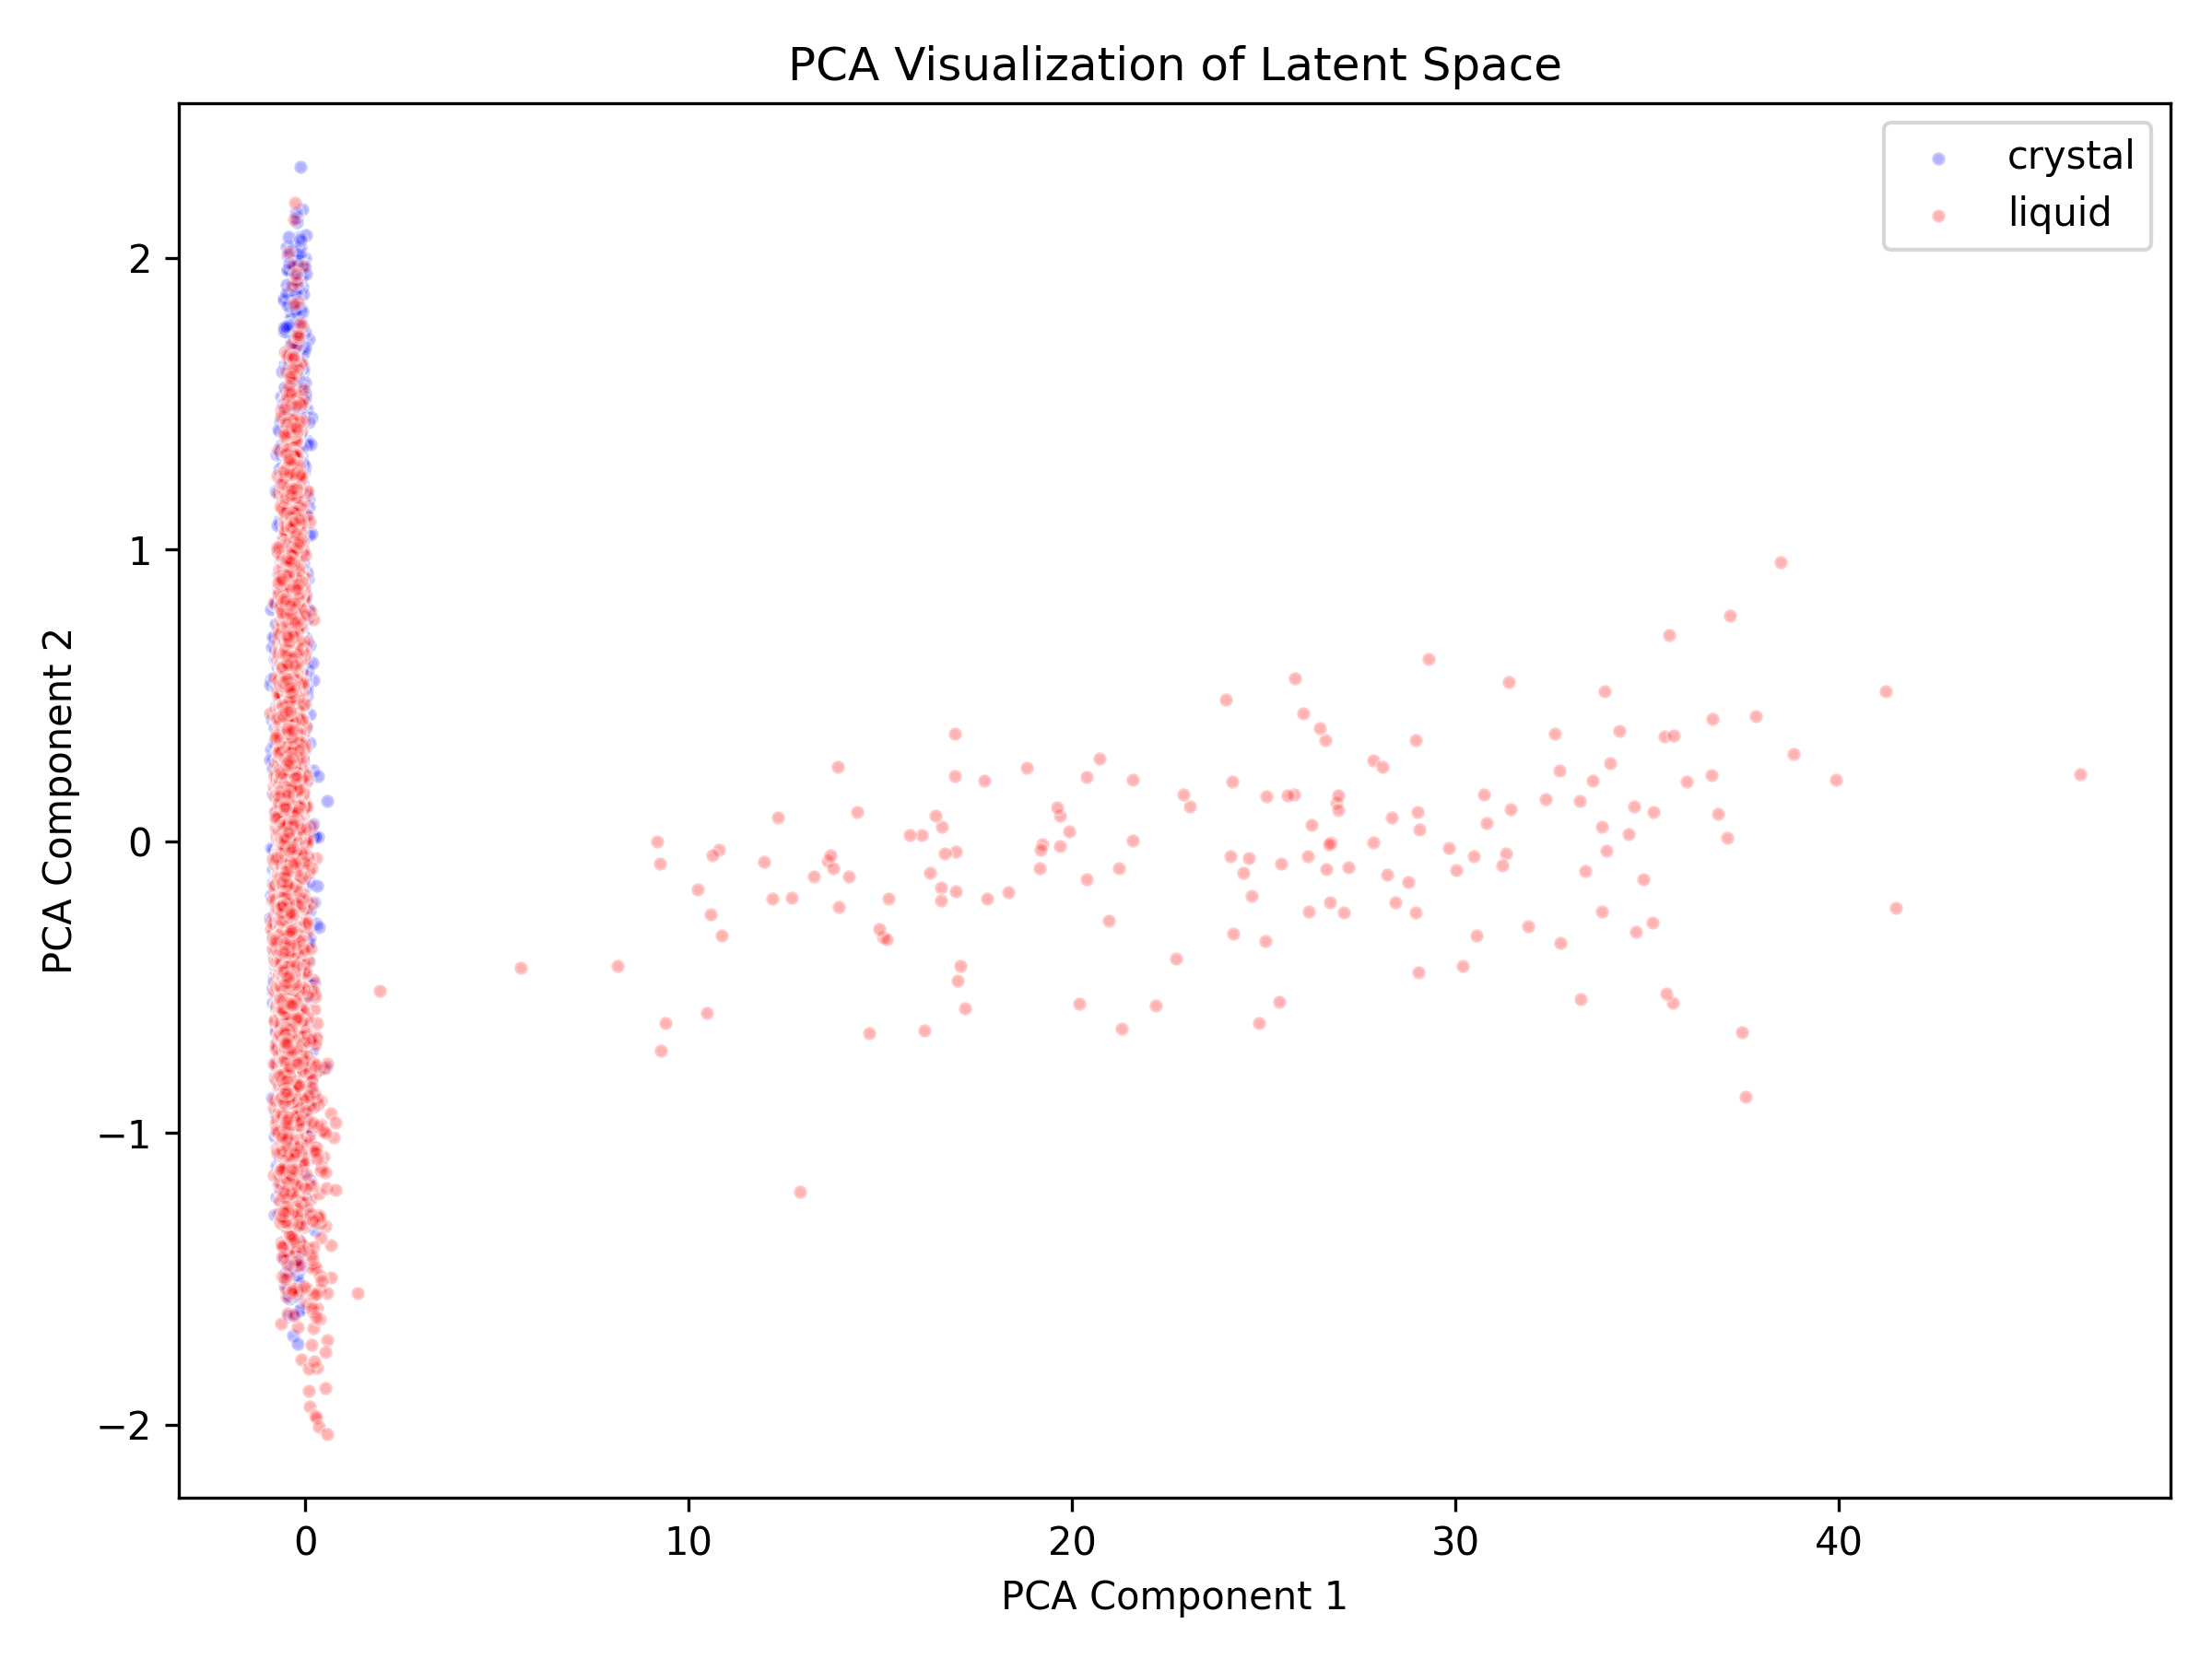 PCA Visualization of Latent Space
crystal
liquid
2
1
0
−1
−2
PCA Component 2
0 10 20 30 40
PCA Component 1